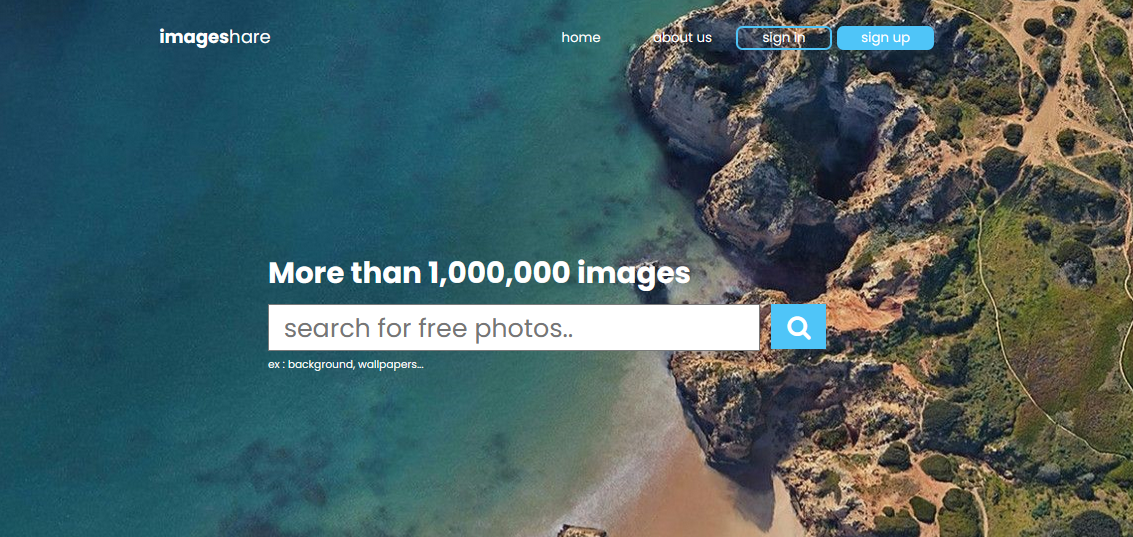 imageshare
home
about us
sign in
sign up
More than 1,000,000 images
search for free photos..
ex : background, wallpapers...